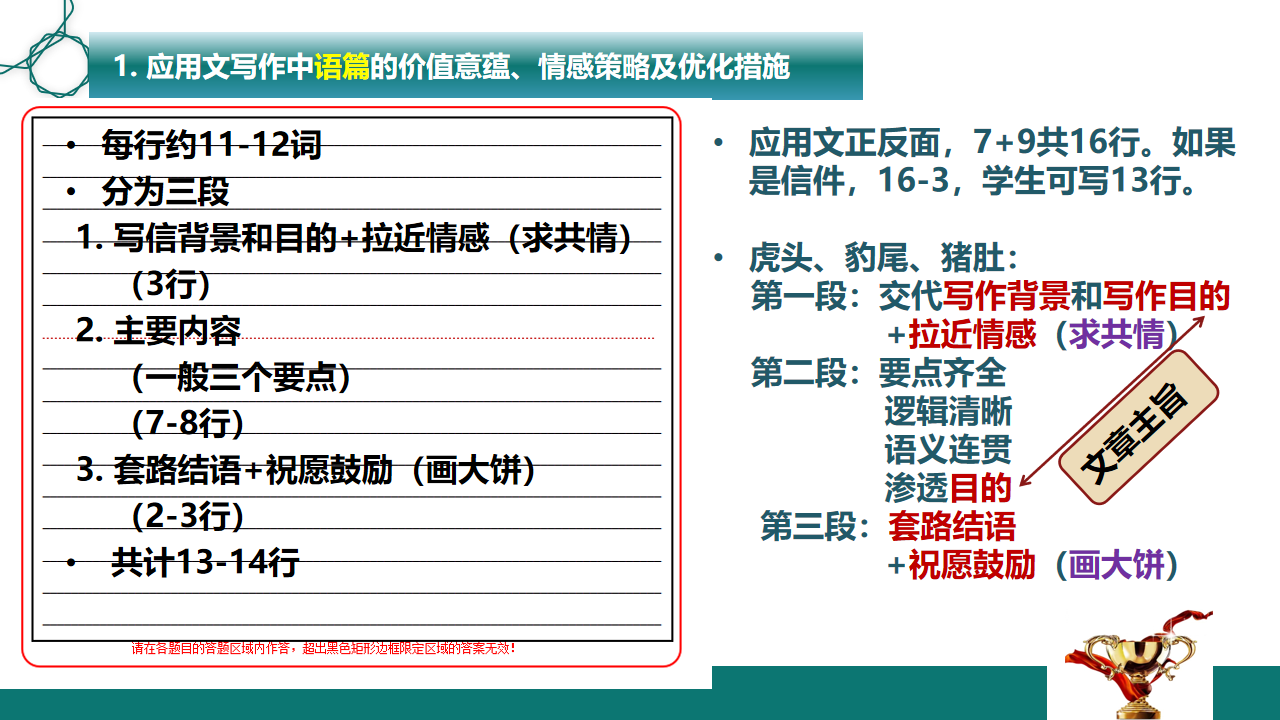 1. 应用文写作中语篇的价值意蕴、情感策略及优化措施
• 每行约11-12词
• 分为三段
1. 写信背景和目的+拉近情感（求共情）
（3行）
2. 主要内容
（一般三个要点）
（7-8行）
3. 套路结语+祝愿鼓励（画大饼）
（2-3行）
• 共计13-14行
请在各题目的答题区域内作答，超出黑色矩形边框限定区域的答案无效！
• 应用文正反面，7+9共16行。如果
是信件，16-3，学生可写13行。
• 虎头、豹尾、猪肚：
第一段：交代写作背景和写作目的
+拉近情感（求共情）
第二段：要点齐全
逻辑清晰
语义连贯
渗透目的
文章主旨
第三段：套路结语
+祝愿鼓励（画大饼）